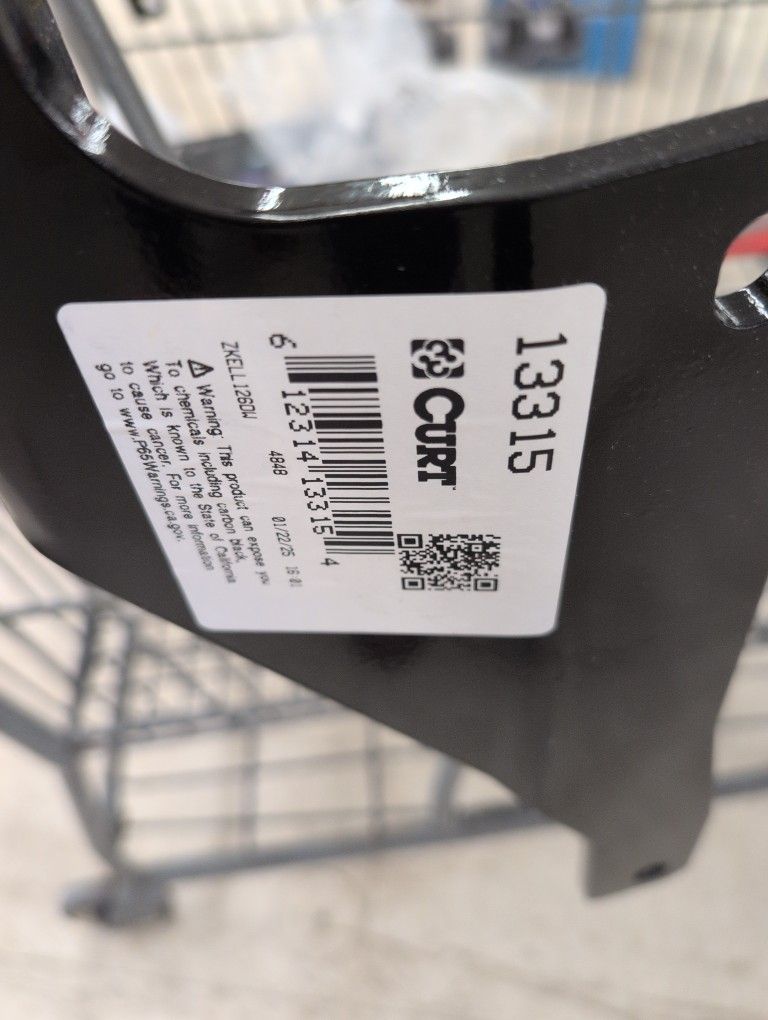 13315
CURT™
6 12314 13315 4
4848 01/22/25 16:01
ZKELL126DW
⚠ Warning: This product can expose you
To chemicals including carbon black,
Which is known to the State of California
to cause cancer. For more information
go to www.P65Warnings.ca.gov.